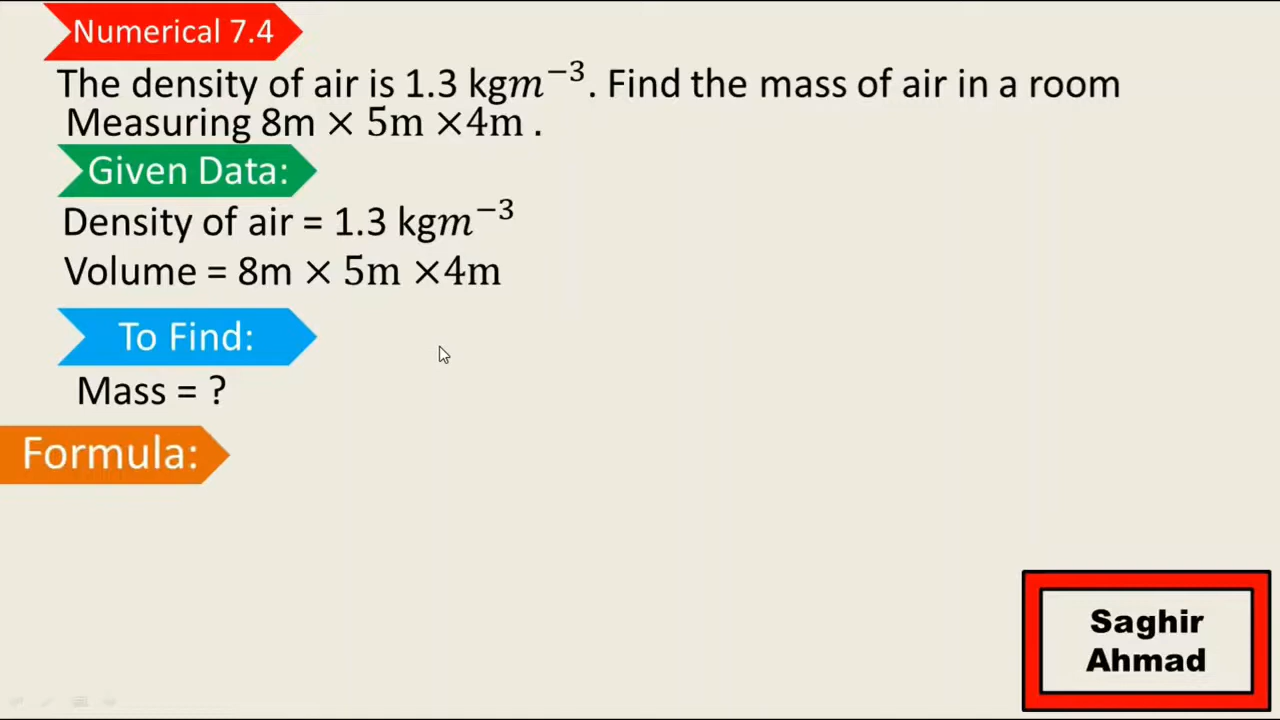 Numerical 7.4
The density of air is 1.3 kg𝑚⁻³. Find the mass of air in a room
Measuring 8m × 5m ×4m .
Given Data:
Density of air = 1.3 kg𝑚⁻³
Volume = 8m × 5m ×4m
To Find:
Mass = ?
Formula:
Saghir
Ahmad